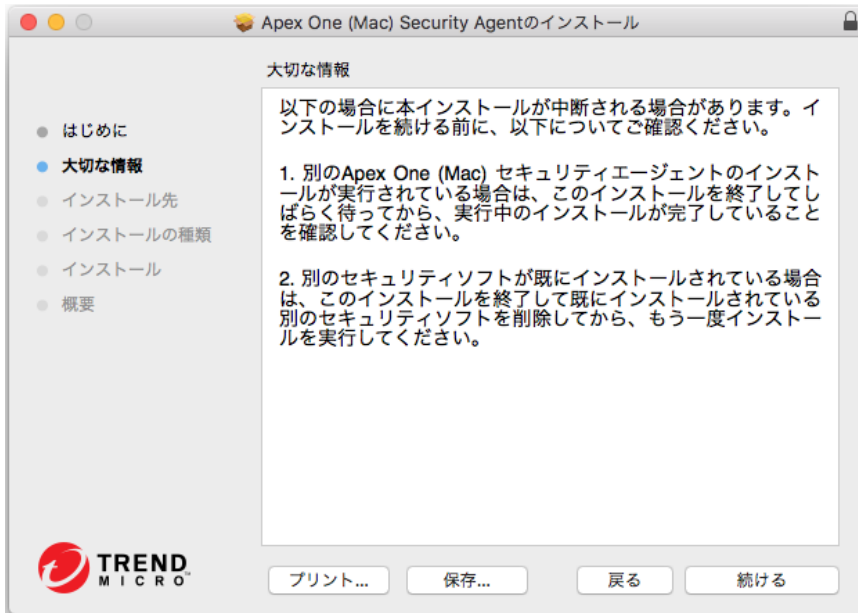 Apex One (Mac) Security Agentのインストール
大切な情報
はじめに
大切な情報
インストール先
インストールの種類
インストール
概要
以下の場合に本インストールが中断される場合があります。イ
ンストールを続ける前に、以下についてご確認ください。
1. 別のApex One (Mac) セキュリティエージェントのインスト
ールが実行されている場合は、このインストールを終了してし
ばらく待ってから、実行中のインストールが完了していること
を確認してください。
2. 別のセキュリティソフトが既にインストールされている場合
は、このインストールを終了して既にインストールされている
別のセキュリティソフトを削除してから、もう一度インストー
ルを実行してください。
TREND
MICRO
プリント...
保存...
戻る
続ける